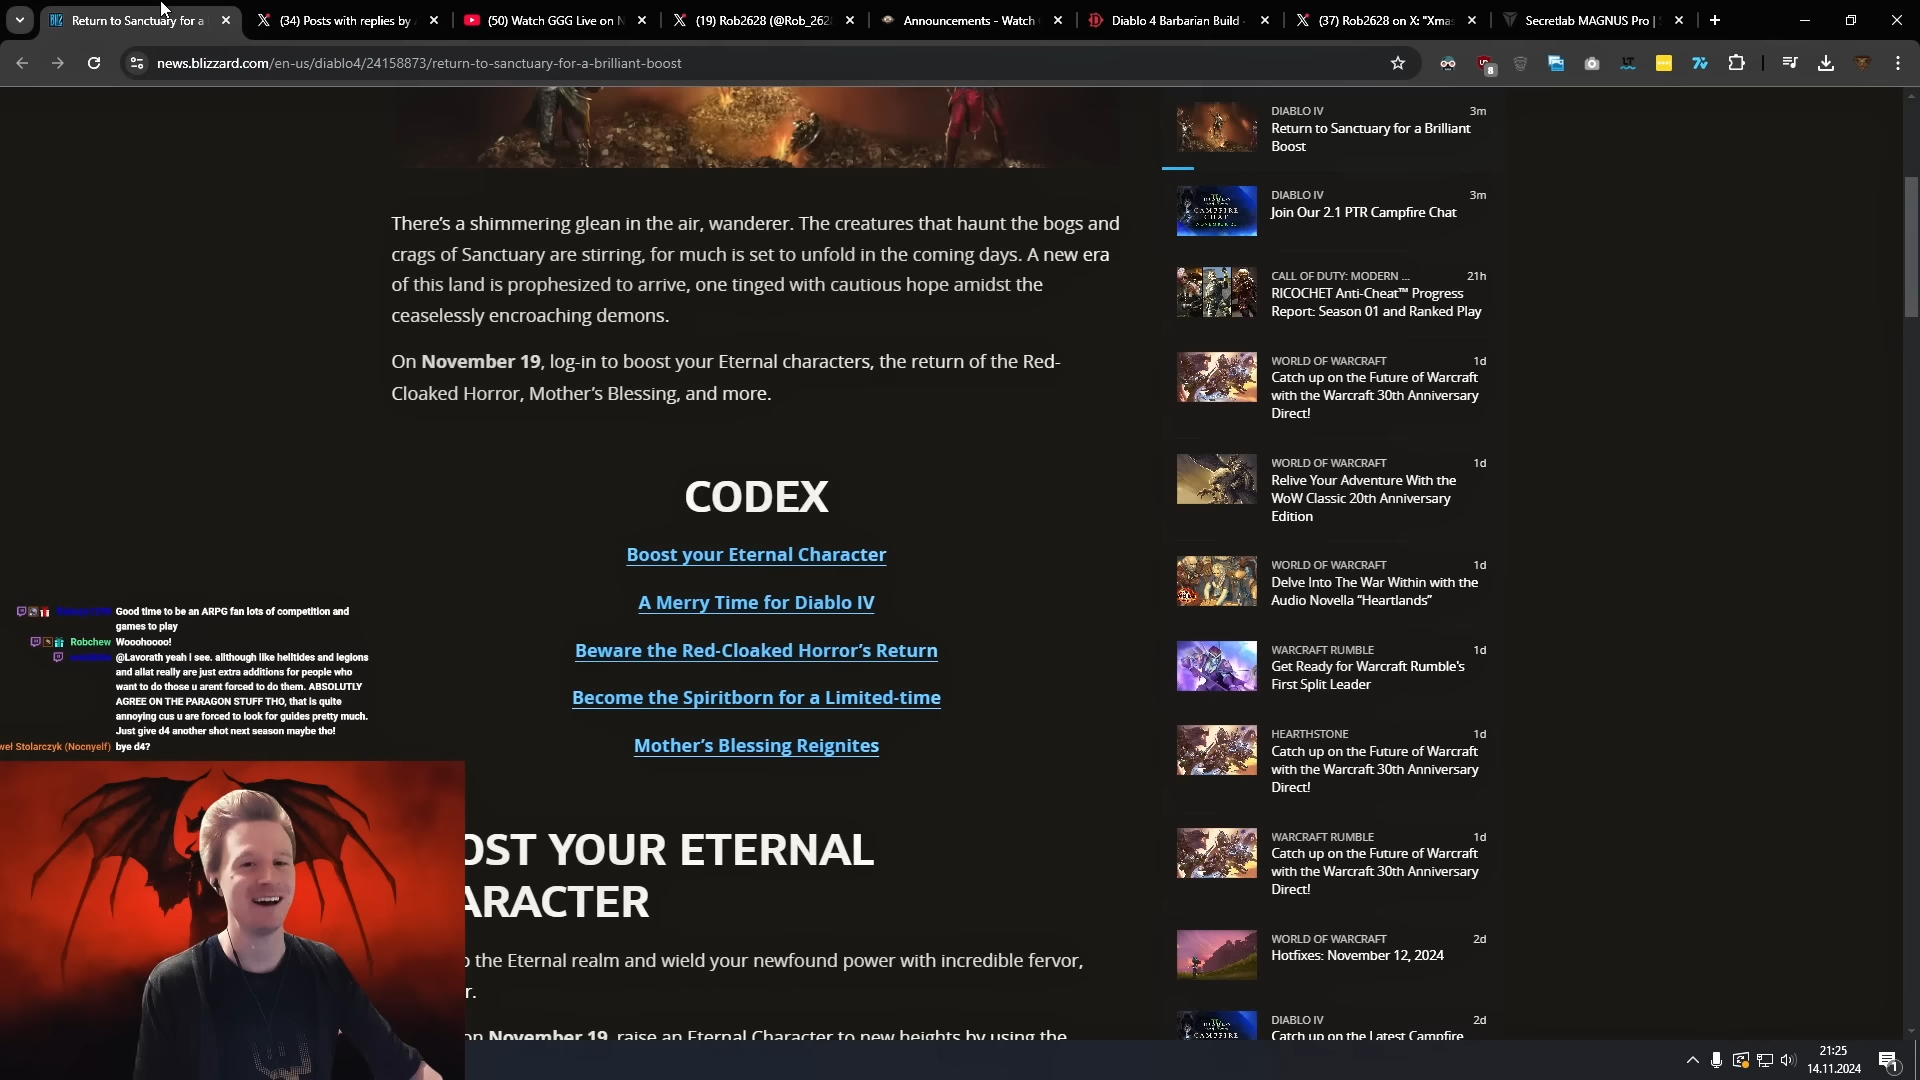 Return to Sanctuary for a
(34) Posts with replies by
(50) Watch GGG Live on
(19) Rob2628 (@Rob_262
Announcements - Watch
Diablo 4 Barbarian Build
(37) Rob2628 on X: "Xma
Secretlab MAGNUS Pro |
news.blizzard.com/en-us/diablo4/24158873/return-to-sanctuary-for-a-brilliant-boost
8
There's a shimmering glean in the air, wanderer. The creatures that haunt the bogs and
crags of Sanctuary are stirring, for much is set to unfold in the coming days. A new era
of this land is prophesized to arrive, one tinged with cautious hope amidst the
ceaselessly encroaching demons.
On November 19, log-in to boost your Eternal characters, the return of the Red-
Cloaked Horror, Mother's Blessing, and more.
CODEX
Boost your Eternal Character
A Merry Time for Diablo IV
Beware the Red-Cloaked Horror's Return
Become the Spiritborn for a Limited-time
Mother's Blessing Reignites
OST YOUR ETERNAL
ARACTER
the Eternal realm and wield your newfound power with incredible fervor,
r.
on November 19, raise an Eternal Character to new heights by using the
DIABLO IV 3m
Return to Sanctuary for a Brilliant
Boost
DIABLO IV 3m
Join Our 2.1 PTR Campfire Chat
CALL OF DUTY: MODERN ... 21h
RICOCHET Anti-Cheat™ Progress
Report: Season 01 and Ranked Play
WORLD OF WARCRAFT 1d
Catch up on the Future of Warcraft
with the Warcraft 30th Anniversary
Direct!
WORLD OF WARCRAFT 1d
Relive Your Adventure With the
WoW Classic 20th Anniversary
Edition
WORLD OF WARCRAFT 1d
Delve Into The War Within with the
Audio Novella “Heartlands”
WARCRAFT RUMBLE 1d
Get Ready for Warcraft Rumble's
First Split Leader
HEARTHSTONE 1d
Catch up on the Future of Warcraft
with the Warcraft 30th Anniversary
Direct!
WARCRAFT RUMBLE 1d
Catch up on the Future of Warcraft
with the Warcraft 30th Anniversary
Direct!
WORLD OF WARCRAFT 2d
Hotfixes: November 12, 2024
DIABLO IV 2d
Catch up on the Latest Campfire
Good time to be an ARPG fan lots of competition and
games to play
Robchew Wooohoooo!
@Lavorath yeah I see. allthough like helltides and legions
and allat really are just extra additions for people who
want to do those u arent forced to do them. ABSOLUTLY
AGREE ON THE PARAGON STUFF THO, that is quite
annoying cus u are forced to look for guides pretty much.
Just give d4 another shot next season maybe tho!
wel Stolarczyk (Nocnyelf) bye d4?
21:25
14.11.2024
1